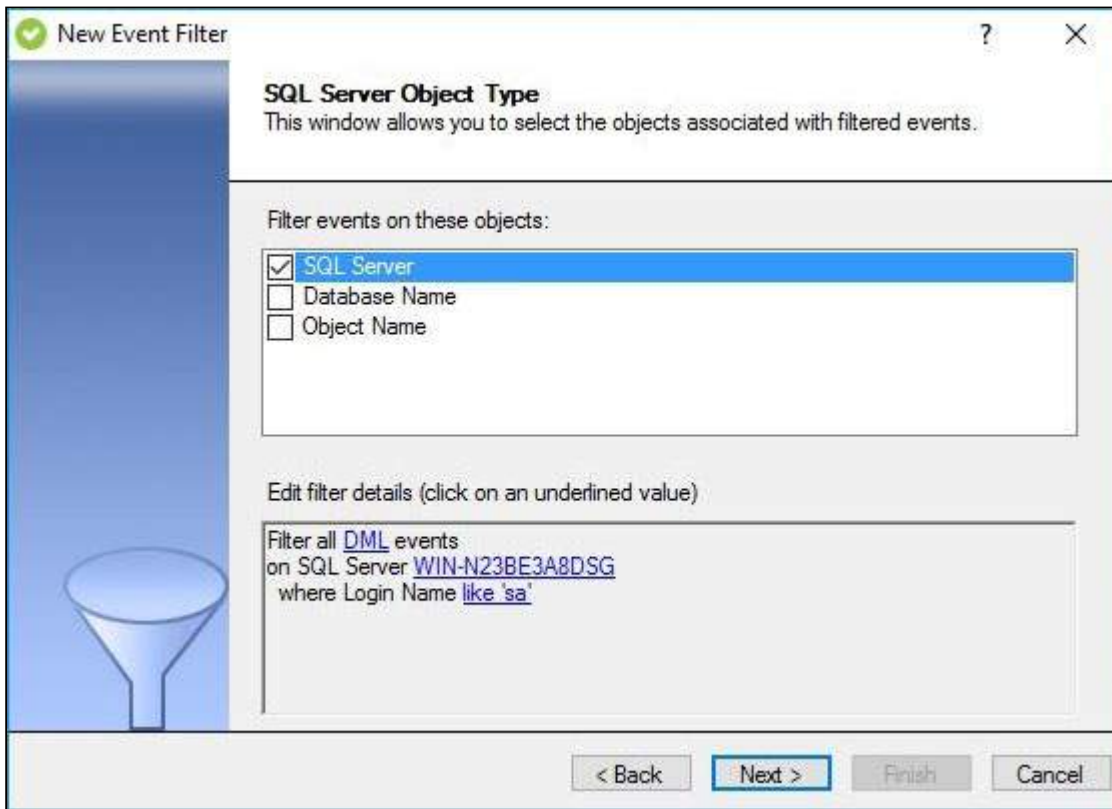 New Event Filter
?
SQL Server Object Type
This window allows you to select the objects associated with filtered events.
Filter events on these objects:
SQL Server
Database Name
Object Name
Edit filter details (click on an underlined value)
Filter all DML events
on SQL Server WIN-N23BE3A8DSG
where Login Name like 'sa'
< Back Next > Finish Cancel